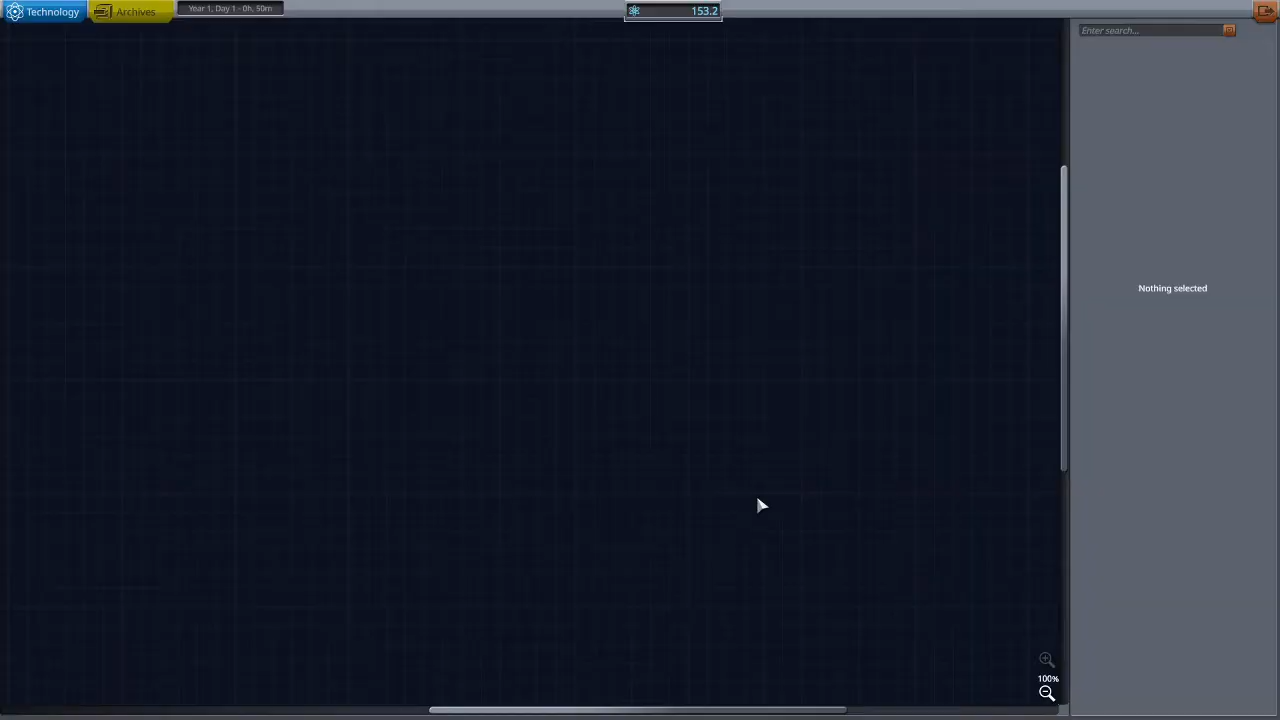 Technology
Archives
Year 1, Day 1 - 0h, 50m
153.2
Enter search...
Nothing selected
100%